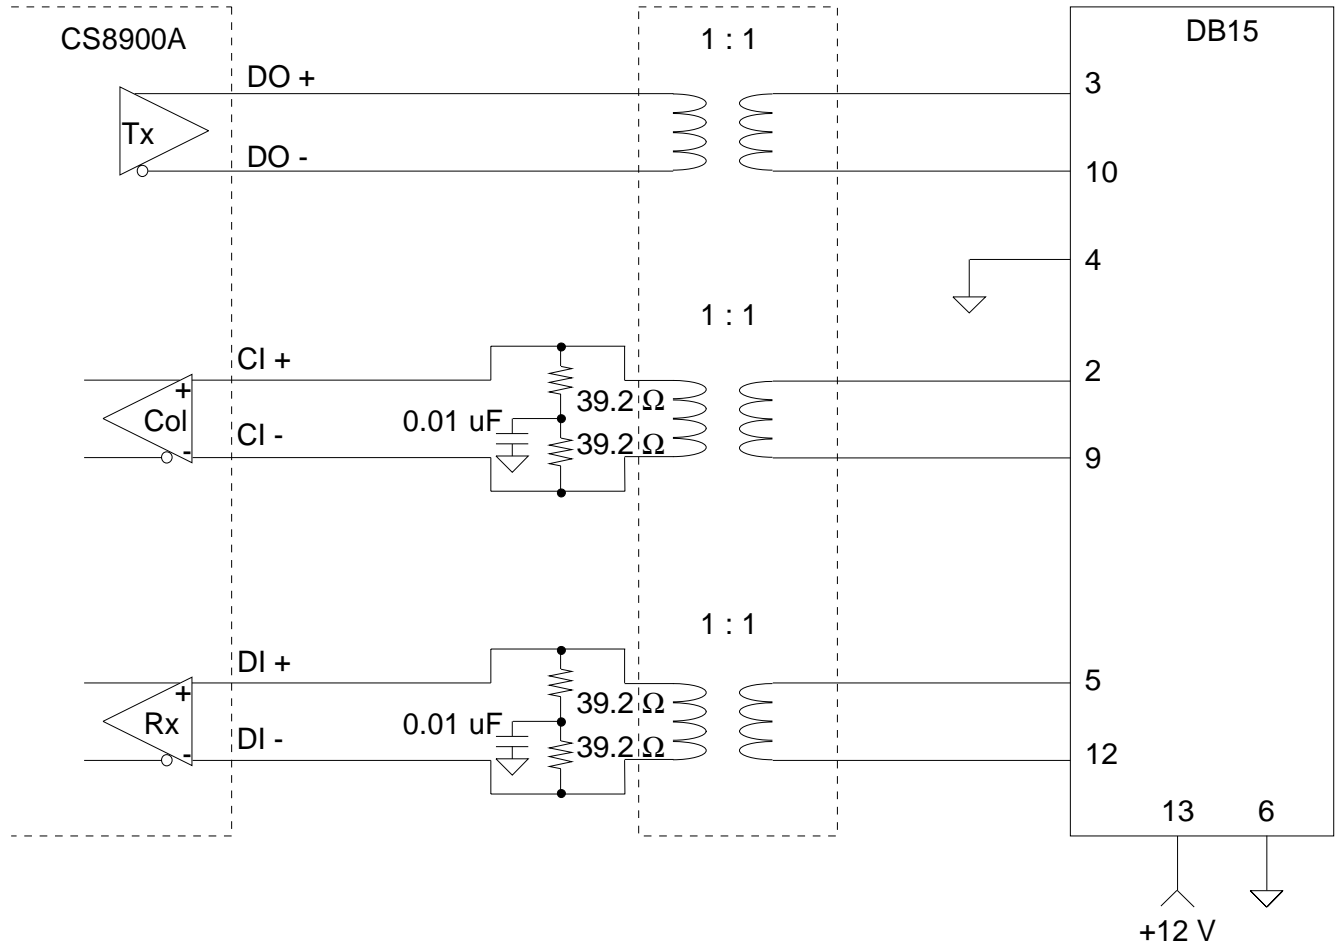 CS8900A
1 : 1
DB15
DO +
3
Tx
DO -
10
4
1 : 1
CI +
2
+
39.2 Ω
Col
0.01 uF
CI -
39.2 Ω
-
9
1 : 1
DI +
5
+
39.2 Ω
Rx
0.01 uF
DI -
39.2 Ω
-
12
13
6
+12 V